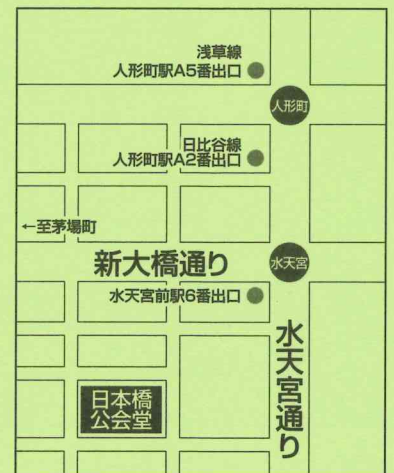 浅草線
人形町駅A5番出口
人形町
日比谷線
人形町駅A2番出口
←至茅場町
新大橋通り
水天宮
水天宮前駅6番出口
水天宮通り
日本橋
公会堂